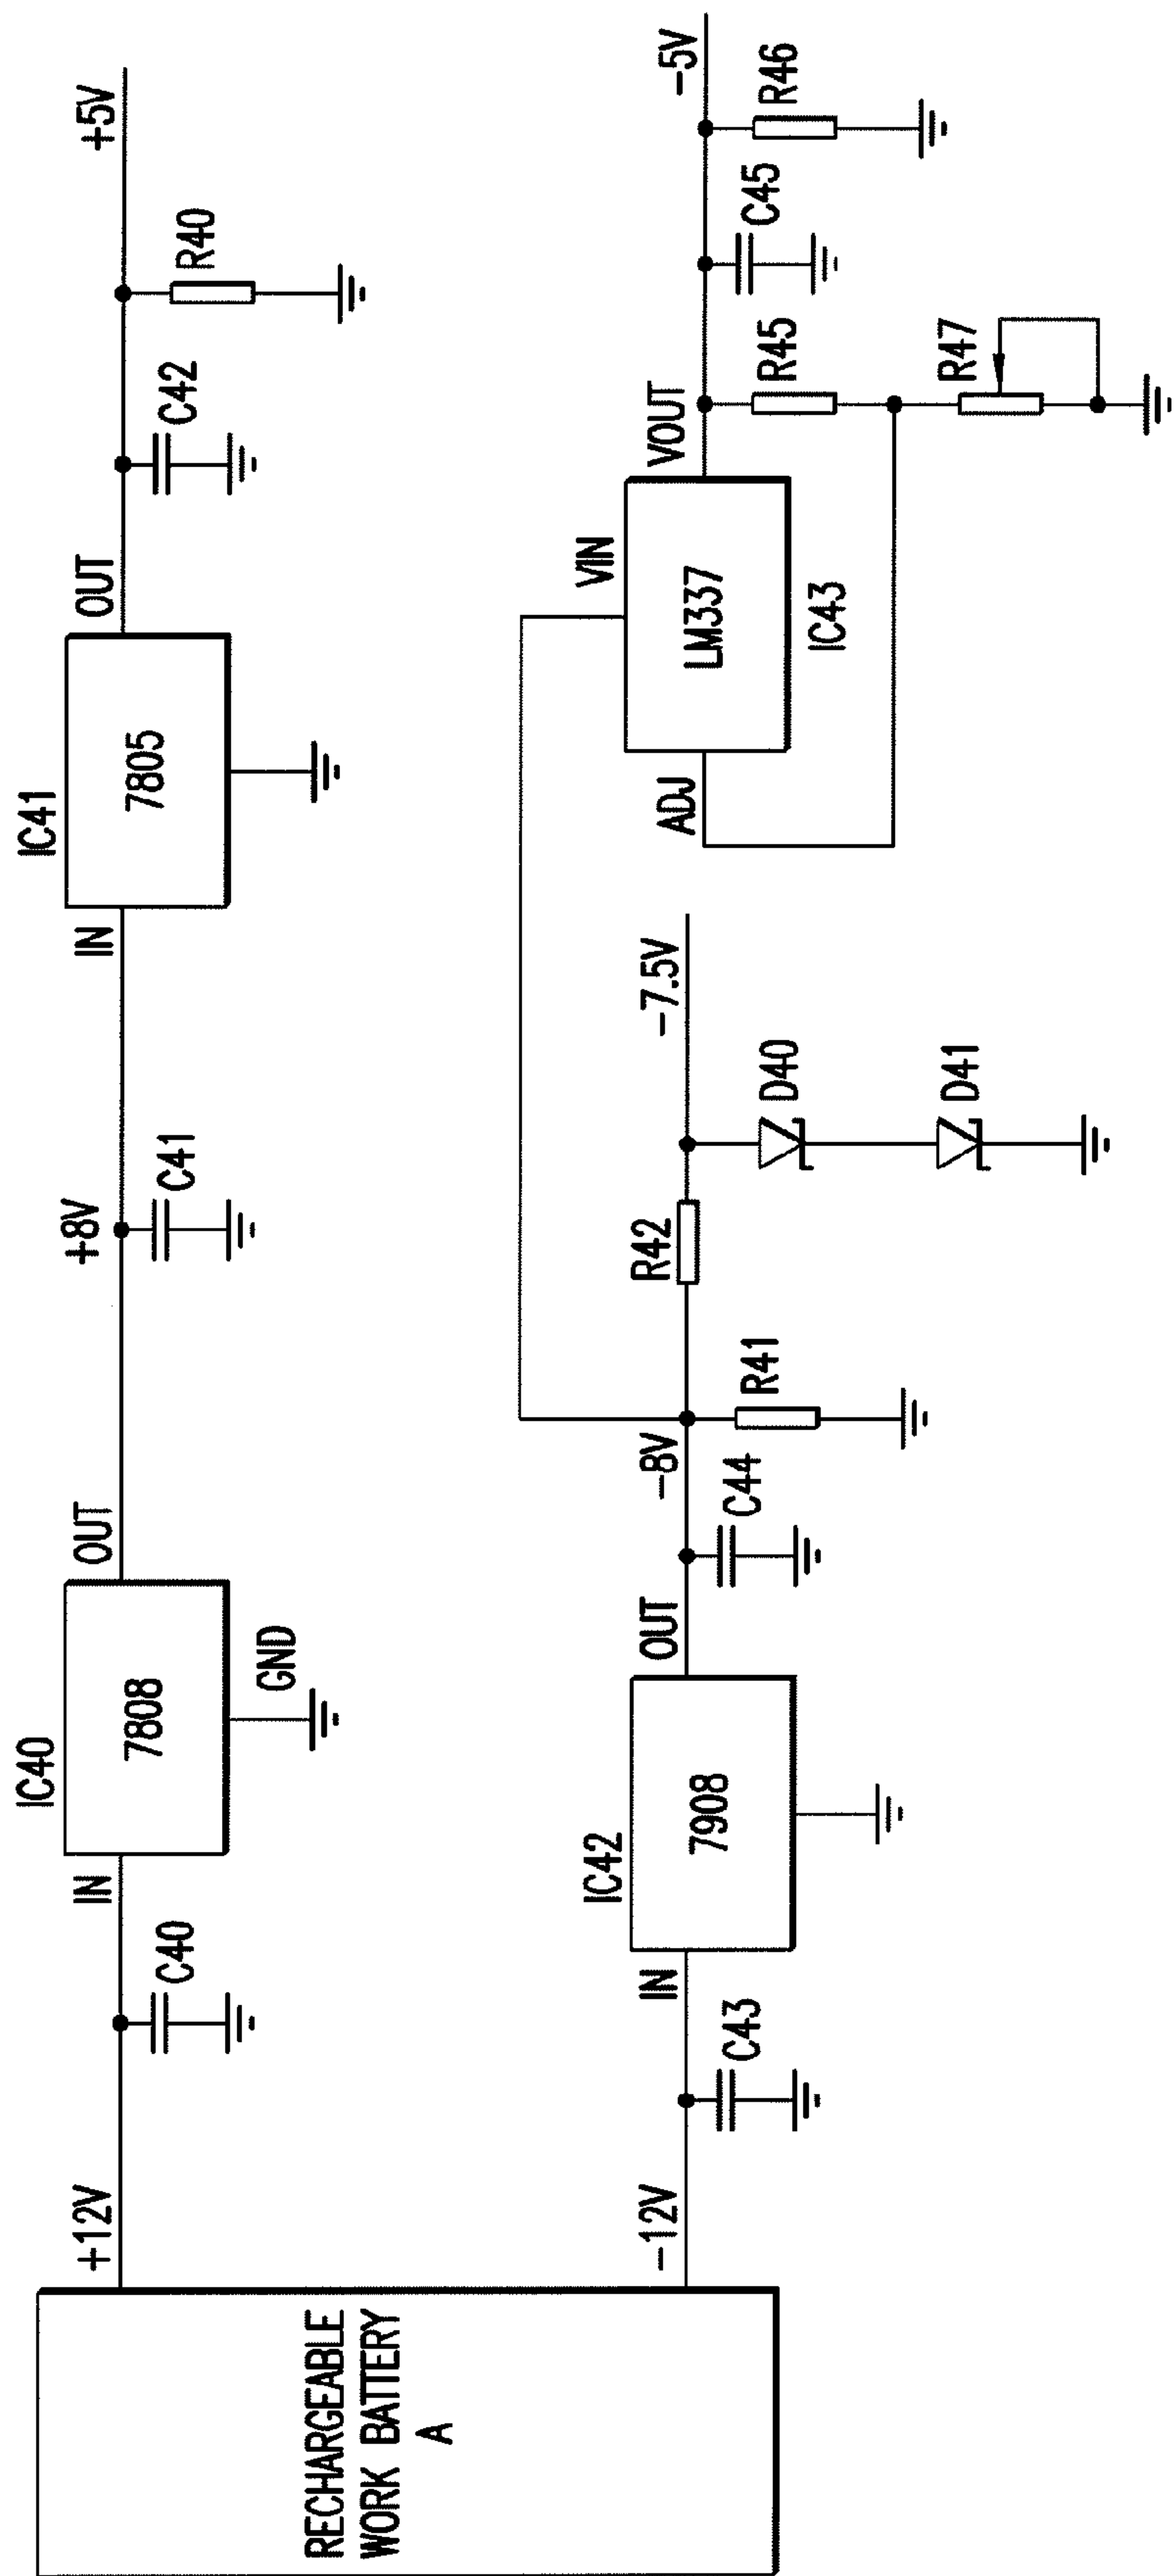 RECHARGEABLE
WORK BATTERY
A
+12V
C40
IN
IC40
7808
GND
OUT
+8V
C41
IN
IC41
7805
OUT
C42
R40
+5V
-12V
C43
IN
IC42
7908
OUT
C44
-8V
R41
R42
-7.5V
D40
D41
ADJ
VIN
LM337
IC43
VOUT
R45
R47
C45
R46
-5V